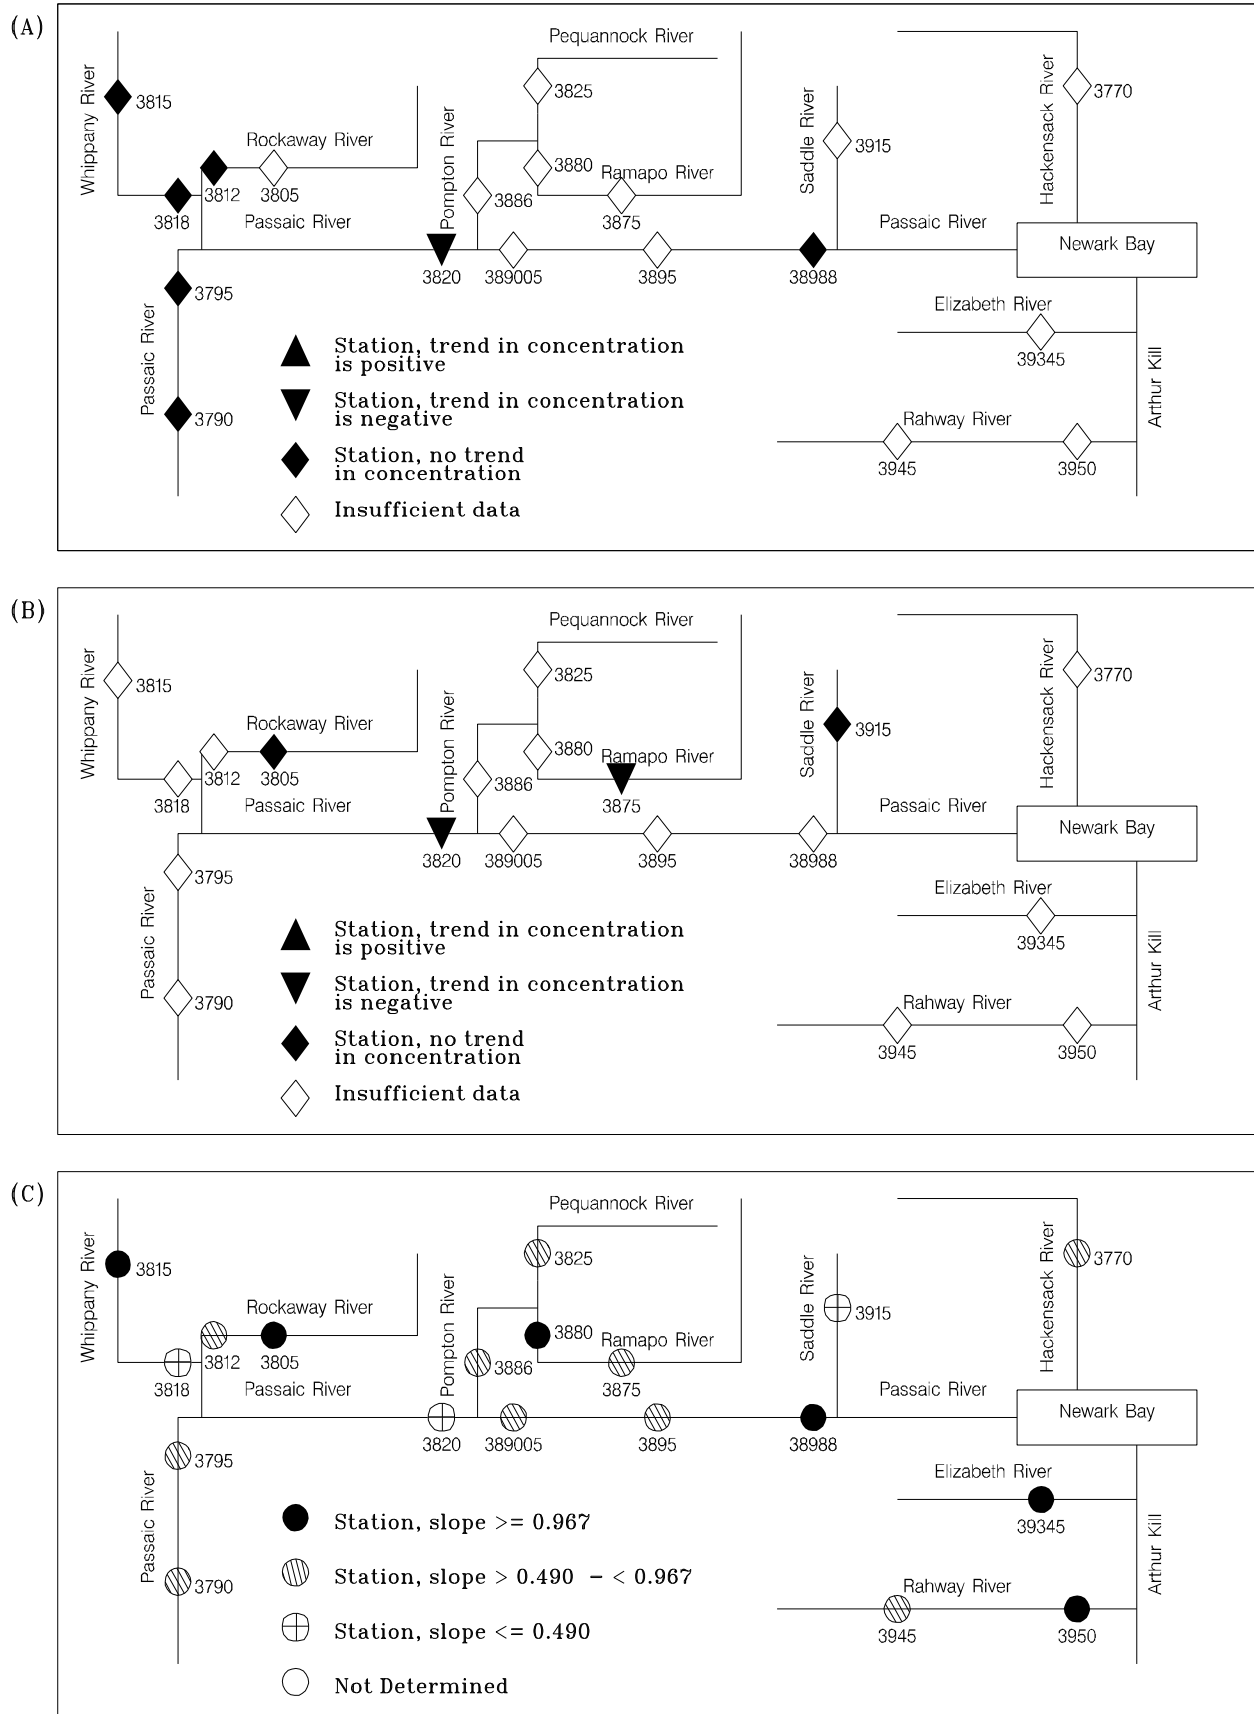 (A)
Pequannock River
Whippany River
3815
3825
Hackensack River
3770
Rockaway River
Pompton River
3880
Saddle River
3915
3812
3805
Ramapo River
3818
3886
3875
Passaic River
Passaic River
Newark Bay
3820
389005
3895
38988
3795
Elizabeth River
Passaic River
39345
Arthur Kill
3790
Rahway River
3945
3950
Station, trend in concentration
is positive
Station, trend in concentration
is negative
Station, no trend
in concentration
Insufficient data
(B)
Pequannock River
Whippany River
3815
3825
Hackensack River
3770
Rockaway River
Pompton River
3880
Saddle River
3915
3812
3805
Ramapo River
3818
3886
3875
Passaic River
Passaic River
Newark Bay
3820
389005
3895
38988
3795
Elizabeth River
Passaic River
39345
Arthur Kill
3790
Rahway River
3945
3950
Station, trend in concentration
is positive
Station, trend in concentration
is negative
Station, no trend
in concentration
Insufficient data
(C)
Pequannock River
Whippany River
3815
3825
Hackensack River
3770
Rockaway River
Pompton River
3880
Saddle River
3915
3812
3805
Ramapo River
3818
3886
3875
Passaic River
Passaic River
Newark Bay
3820
389005
3895
38988
3795
Elizabeth River
Passaic River
39345
Arthur Kill
3790
Rahway River
3945
3950
Station, slope >= 0.967
Station, slope > 0.490 - < 0.967
Station, slope <= 0.490
Not Determined